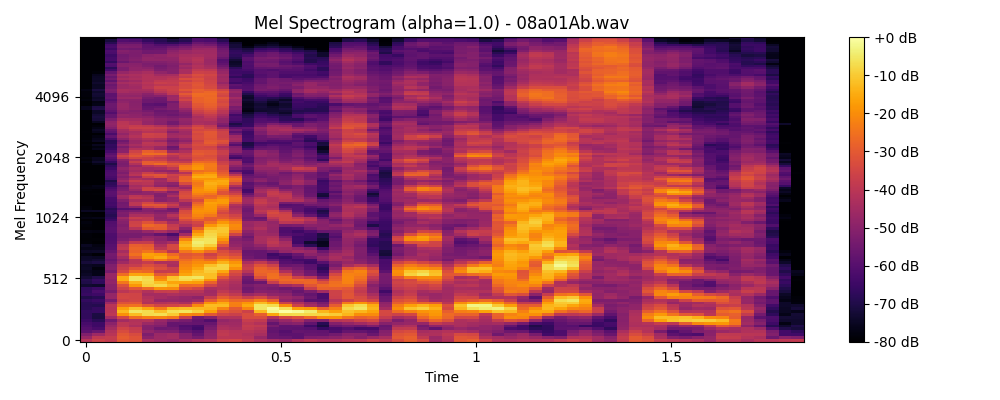 Mel Spectrogram (alpha=1.0) - 08a01Ab.wav
Mel Frequency
4096
2048
1024
512
0
0
0.5
1
1.5
Time
+0 dB
-10 dB
-20 dB
-30 dB
-40 dB
-50 dB
-60 dB
-70 dB
-80 dB